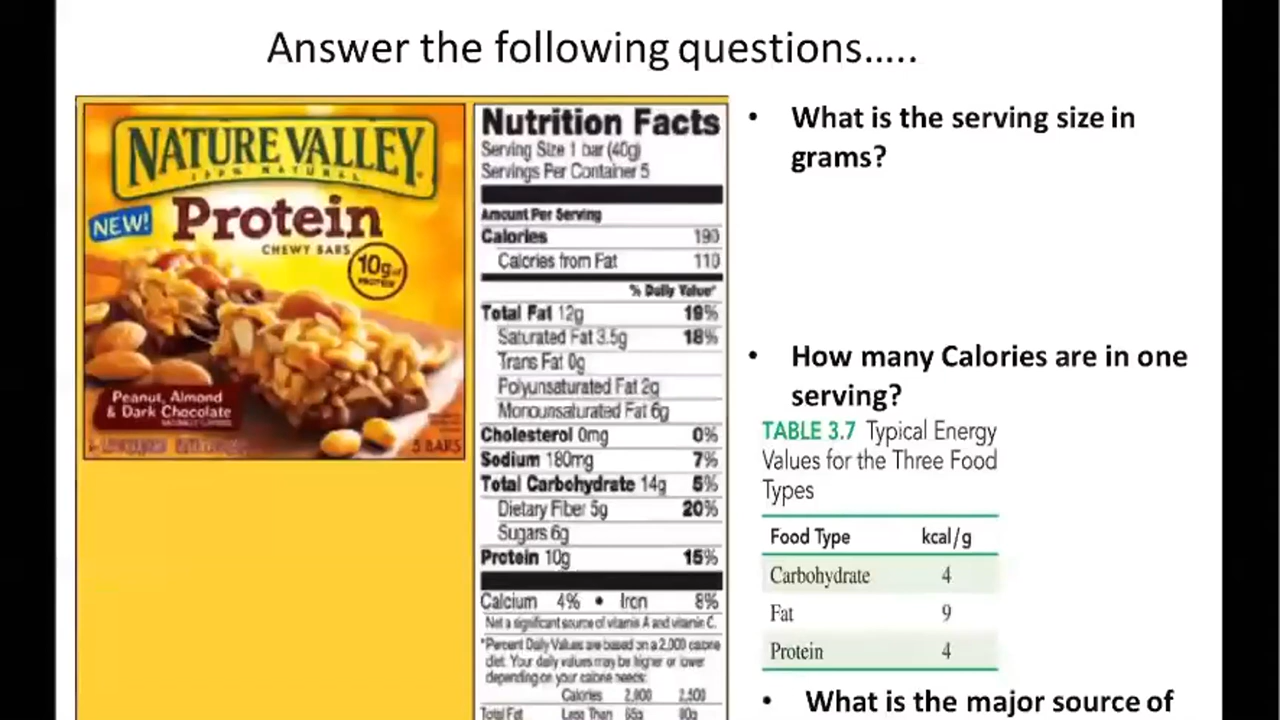 Answer the following questions.....
NATURE VALLEY
100% NATURAL
NEW!
Protein
CHEWY BARS
10g of
PROTEIN
Peanut, Almond
& Dark Chocolate
NATURALLY FLAVORED
5 BARS
Nutrition Facts
Serving Size 1 bar (40g)
Servings Per Container 5
Amount Per Serving
Calories 190
Calories from Fat 110
% Daily Value*
Total Fat 12g 19%
Saturated Fat 3.5g 18%
Trans Fat 0g
Polyunsaturated Fat 2g
Monounsaturated Fat 6g
Cholesterol 0mg 0%
Sodium 180mg 7%
Total Carbohydrate 14g 5%
Dietary Fiber 5g 20%
Sugars 6g
Protein 10g 15%
Calcium 4% • Iron 8%
Not a significant source of vitamin A and vitamin C.
*Percent Daily Values are based on a 2,000 calorie
diet. Your daily values may be higher or lower
depending on your calorie needs:
Calories 2,000 2,500
Total Fat Less Than 65g 80g
• What is the serving size in
grams?
• How many Calories are in one
serving?
TABLE 3.7 Typical Energy
Values for the Three Food
Types
Food Type kcal/g
Carbohydrate 4
Fat 9
Protein 4
• What is the major source of